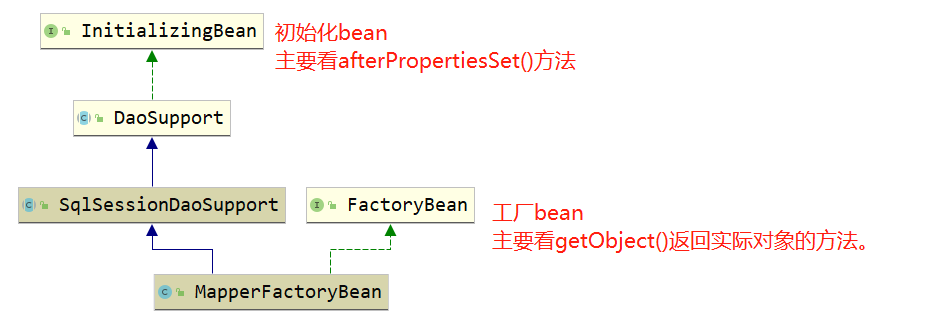 InitializingBean
初始化bean
主要看afterPropertiesSet()方法
DaoSupport
SqlSessionDaoSupport
FactoryBean
工厂bean
主要看getObject()返回实际对象的方法。
MapperFactoryBean